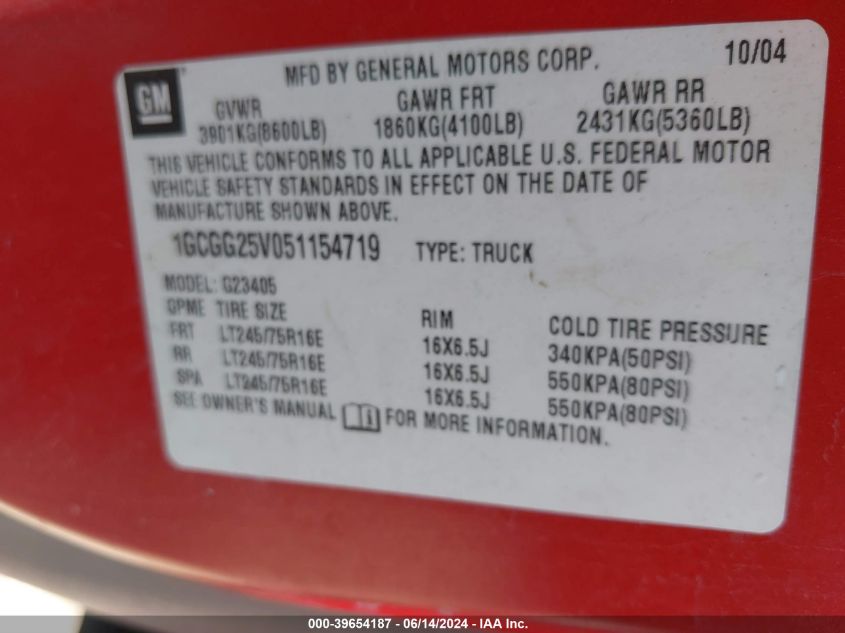 GM
MFD BY GENERAL MOTORS CORP. 10/04
GVWR GAWR FRT GAWR RR
3901KG(8600LB) 1860KG(4100LB) 2431KG(5360LB)
THIS VEHICLE CONFORMS TO ALL APPLICABLE U.S. FEDERAL MOTOR
VEHICLE SAFETY STANDARDS IN EFFECT ON THE DATE OF
MANUFACTURE SHOWN ABOVE.
1GCGG25V051154719 TYPE: TRUCK
MODEL: G23405
GPME TIRE SIZE RIM COLD TIRE PRESSURE
FRT LT245/75R16E 16X6.5J 340KPA(50PSI)
RR LT245/75R16E 16X6.5J 550KPA(80PSI)
SPA LT245/75R16E 16X6.5J 550KPA(80PSI)
SEE OWNER'S MANUAL FOR MORE INFORMATION.
000-39654187 - 06/14/2024 - IAA Inc.